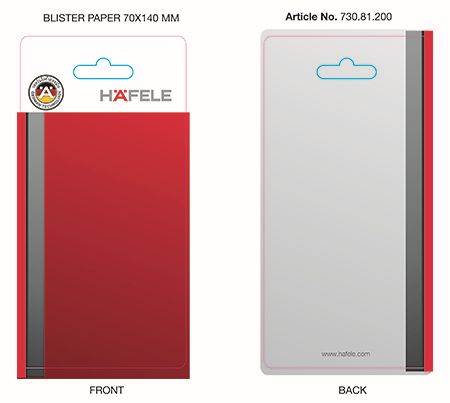 BLISTER PAPER 70X140 MM
Article No. 730.81.200
HÄFELE
www.hafele.com
FRONT
BACK